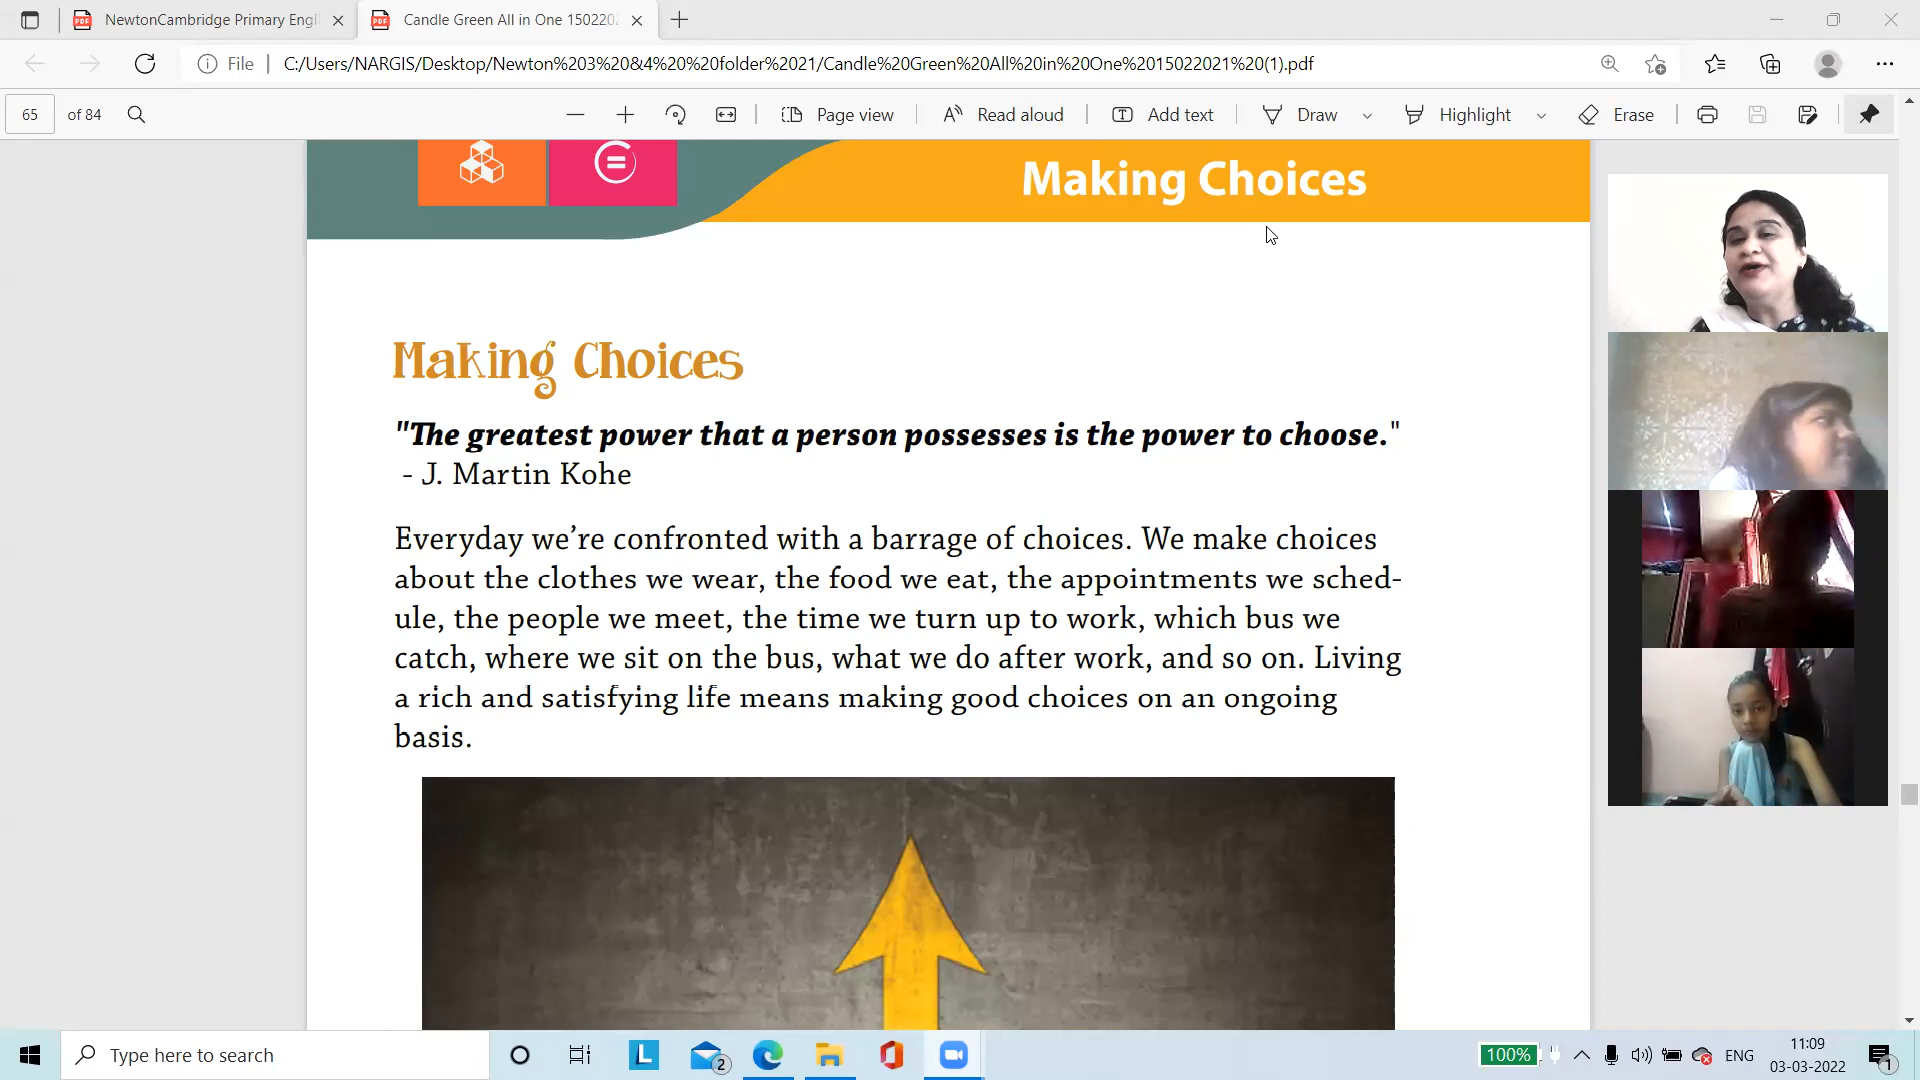 NewtonCambridge Primary Engl
Candle Green All in One 1502202
File
C:/Users/NARGIS/Desktop/Newton%203%20&4%20%20folder%2021/Candle%20Green%20All%20in%20One%2015022021%20(1).pdf
65 of 84
Page view
Read aloud
Add text
Draw
Highlight
Erase
Making Choices
Making Choices
"The greatest power that a person possesses is the power to choose."
- J. Martin Kohe
Everyday we’re confronted with a barrage of choices. We make choices
about the clothes we wear, the food we eat, the appointments we sched-
ule, the people we meet, the time we turn up to work, which bus we
catch, where we sit on the bus, what we do after work, and so on. Living
a rich and satisfying life means making good choices on an ongoing
basis.
Type here to search
L
2
100%
ENG
11:09
03-03-2022
1